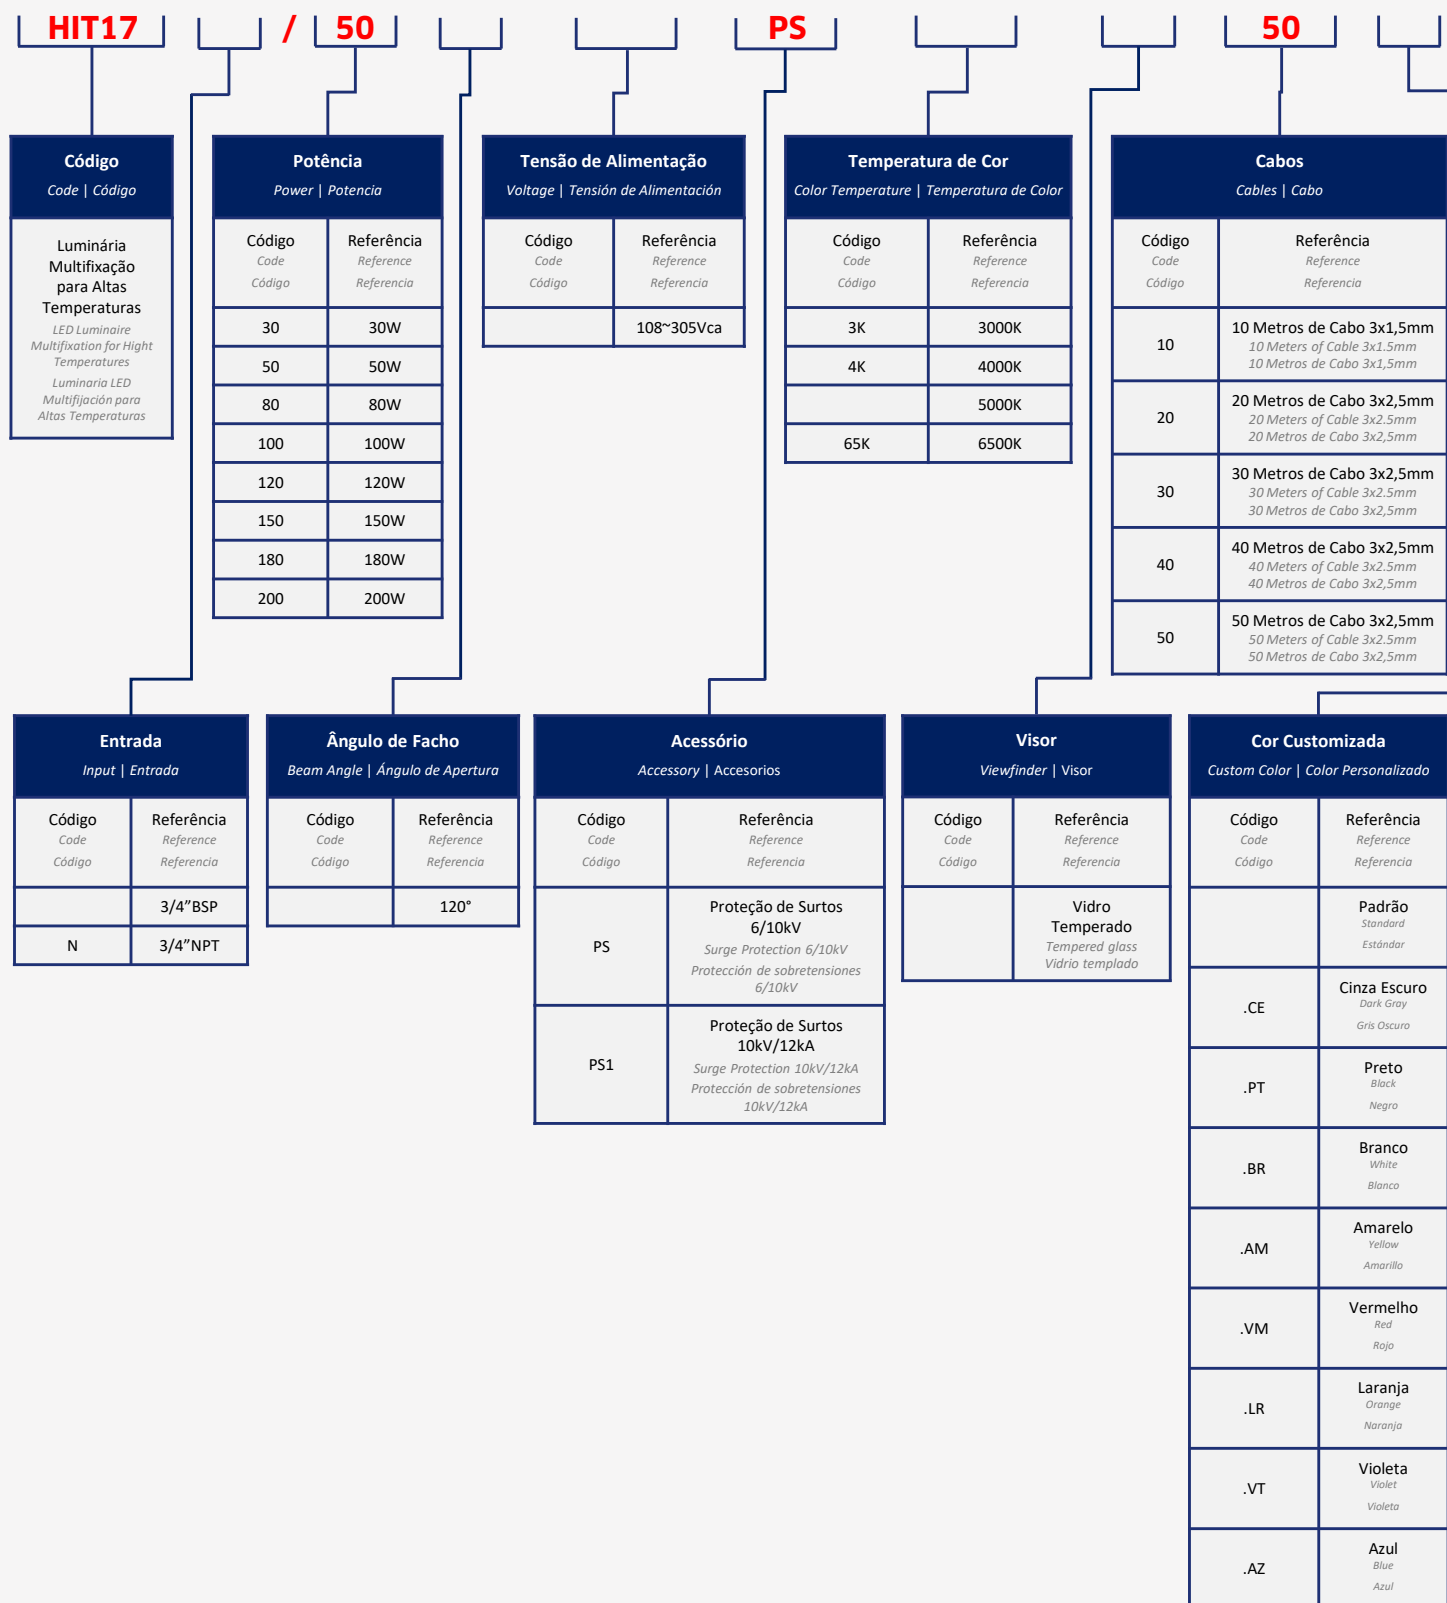 HIT17 / 50 PS 50
Código
Code | Código
Luminária
Multifixação
para Altas
Temperaturas
LED Luminaire
Multifixation for Hight
Temperatures
Luminaria LED
Multifijación para
Altas Temperaturas
Potência
Power | Potencia
Código Referência
Code Reference
Código Referencia
30 30W
50 50W
80 80W
100 100W
120 120W
150 150W
180 180W
200 200W
Tensão de Alimentação
Voltage | Tensión de Alimentación
Código Referência
Code Reference
Código Referencia
108~305Vca
Temperatura de Cor
Color Temperature | Temperatura de Color
Código Referência
Code Reference
Código Referencia
3K 3000K
4K 4000K
5000K
65K 6500K
Cabos
Cables | Cabo
Código Referência
Code Reference
Código Referencia
10 10 Metros de Cabo 3x1,5mm
10 Meters of Cable 3x1.5mm
10 Metros de Cabo 3x1,5mm
20 20 Metros de Cabo 3x2,5mm
20 Meters of Cable 3x2.5mm
20 Metros de Cabo 3x2,5mm
30 30 Metros de Cabo 3x2,5mm
30 Meters of Cable 3x2.5mm
30 Metros de Cabo 3x2,5mm
40 40 Metros de Cabo 3x2,5mm
40 Meters of Cable 3x2.5mm
40 Metros de Cabo 3x2,5mm
50 50 Metros de Cabo 3x2,5mm
50 Meters of Cable 3x2.5mm
50 Metros de Cabo 3x2,5mm
Entrada
Input | Entrada
Código Referência
Code Reference
Código Referencia
3/4”BSP
N 3/4”NPT
Ângulo de Facho
Beam Angle | Ángulo de Apertura
Código Referência
Code Reference
Código Referencia
120°
Acessório
Accessory | Accesorios
Código Referência
Code Reference
Código Referencia
PS Proteção de Surtos
6/10kV
Surge Protection 6/10kV
Protección de sobretensiones
6/10kV
PS1 Proteção de Surtos
10kV/12kA
Surge Protection 10kV/12kA
Protección de sobretensiones
10kV/12kA
Visor
Viewfinder | Visor
Código Referência
Code Reference
Código Referencia
Vidro
Temperado
Tempered glass
Vidrio templado
Cor Customizada
Custom Color | Color Personalizado
Código Referência
Code Reference
Código Referencia
Padrão
Standard
Estándar
.CE Cinza Escuro
Dark Gray
Gris Oscuro
.PT Preto
Black
Negro
.BR Branco
White
Blanco
.AM Amarelo
Yellow
Amarillo
.VM Vermelho
Red
Rojo
.LR Laranja
Orange
Naranja
.VT Violeta
Violet
Violeta
.AZ Azul
Blue
Azul